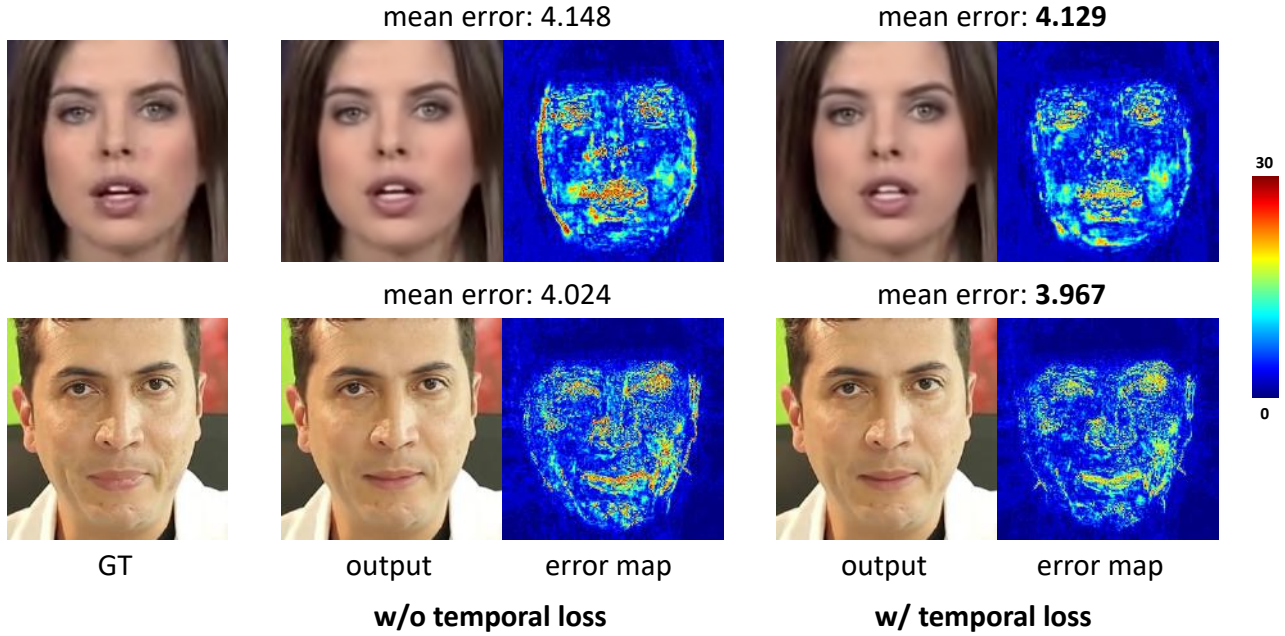 mean error: 4.148
mean error: 4.129
30
mean error: 4.024
mean error: 3.967
0
GT
output
error map
output
error map
w/o temporal loss
w/ temporal loss